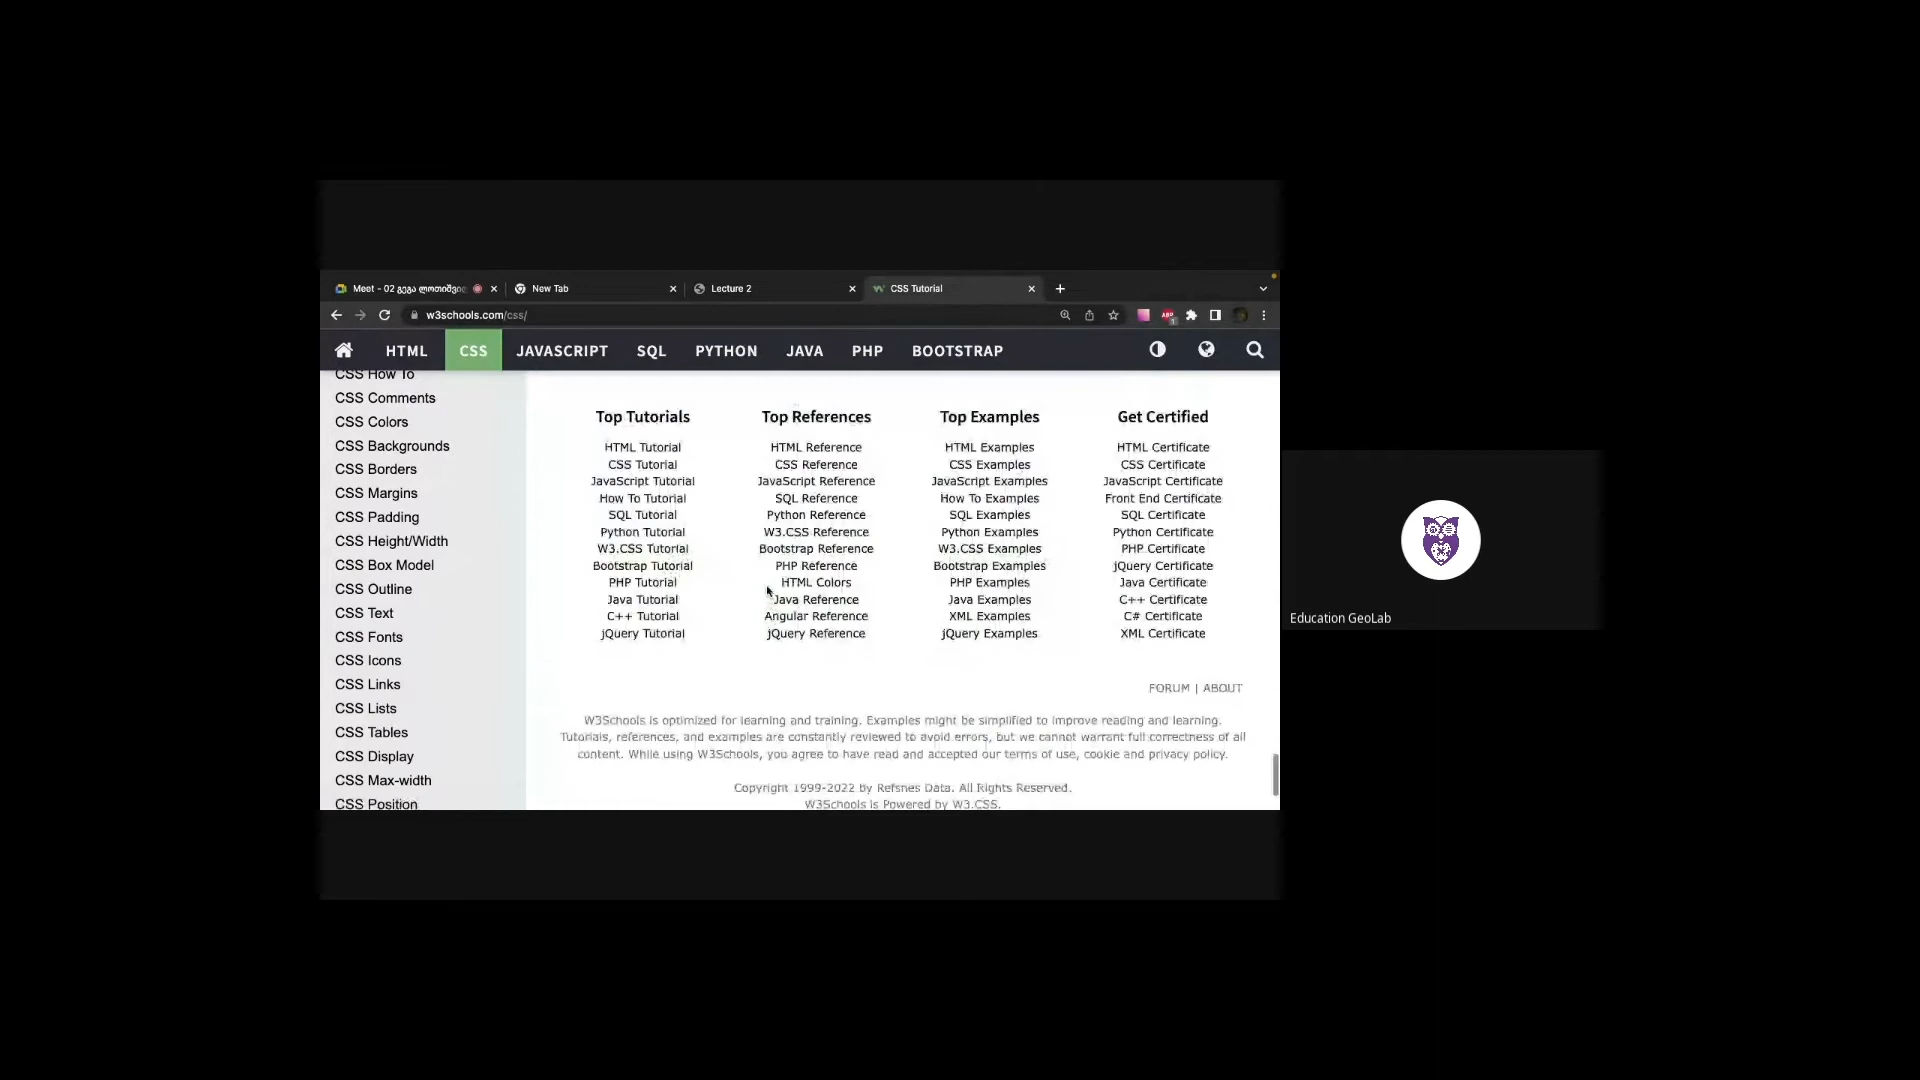 Meet - 02 გეგა ლოთიშვი
New Tab
Lecture 2
CSS Tutorial
w3schools.com/css/
HTML
CSS
JAVASCRIPT
SQL
PYTHON
JAVA
PHP
BOOTSTRAP
CSS How To
CSS Comments
CSS Colors
CSS Backgrounds
CSS Borders
CSS Margins
CSS Padding
CSS Height/Width
CSS Box Model
CSS Outline
CSS Text
CSS Fonts
CSS Icons
CSS Links
CSS Lists
CSS Tables
CSS Display
CSS Max-width
CSS Position
Top Tutorials
HTML Tutorial
CSS Tutorial
JavaScript Tutorial
How To Tutorial
SQL Tutorial
Python Tutorial
W3.CSS Tutorial
Bootstrap Tutorial
PHP Tutorial
Java Tutorial
C++ Tutorial
jQuery Tutorial
Top References
HTML Reference
CSS Reference
JavaScript Reference
SQL Reference
Python Reference
W3.CSS Reference
Bootstrap Reference
PHP Reference
HTML Colors
Java Reference
Angular Reference
jQuery Reference
Top Examples
HTML Examples
CSS Examples
JavaScript Examples
How To Examples
SQL Examples
Python Examples
W3.CSS Examples
Bootstrap Examples
PHP Examples
Java Examples
XML Examples
jQuery Examples
Get Certified
HTML Certificate
CSS Certificate
JavaScript Certificate
Front End Certificate
SQL Certificate
Python Certificate
PHP Certificate
jQuery Certificate
Java Certificate
C++ Certificate
C# Certificate
XML Certificate
FORUM | ABOUT
W3Schools is optimized for learning and training. Examples might be simplified to improve reading and learning.
Tutorials, references, and examples are constantly reviewed to avoid errors, but we cannot warrant full correctness of all
content. While using W3Schools, you agree to have read and accepted our terms of use, cookie and privacy policy.
Copyright 1999-2022 by Refsnes Data. All Rights Reserved.
W3Schools is Powered by W3.CSS.
Education GeoLab